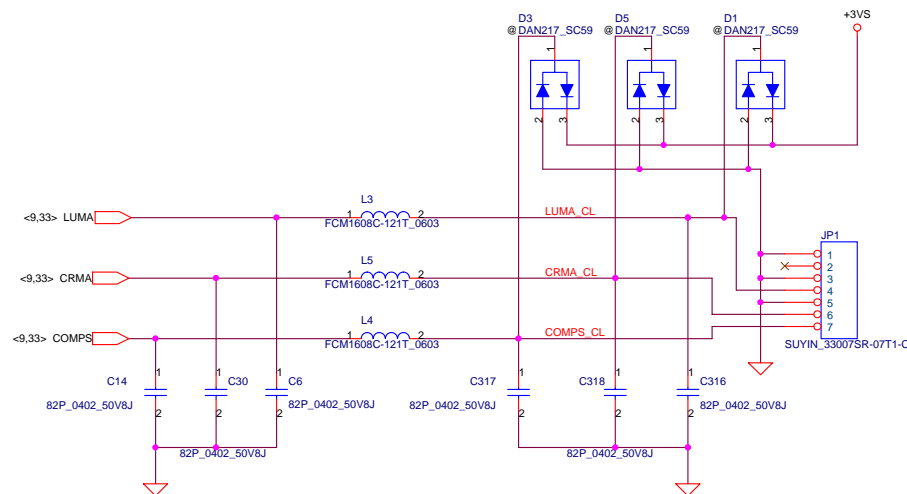 D3 D5 D1 +3VS
@DAN217_SC59 @DAN217_SC59 @DAN217_SC59
1 1 1
2 3 2 3 2 3
L3
<9,33> LUMA 1 2 LUMA_CL
FCM1608C-121T_0603
JP1
1
2
3
4
5
6
7
SUYIN_33007SR-07T1-C
L5
<9,33> CRMA 1 2 CRMA_CL
FCM1608C-121T_0603
L4
<9,33> COMPS 1 2 COMPS_CL
FCM1608C-121T_0603
1 1 1 1 1 1
C14 C30 C6 C317 C318 C316
2 2 2 2 2 2
82P_0402_50V8J 82P_0402_50V8J 82P_0402_50V8J 82P_0402_50V8J
82P_0402_50V8J 82P_0402_50V8J